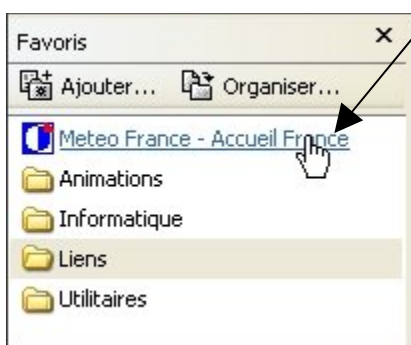 Favoris
Ajouter... Organiser...
Meteo France - Accueil France
Animations
Informatique
Liens
Utilitaires